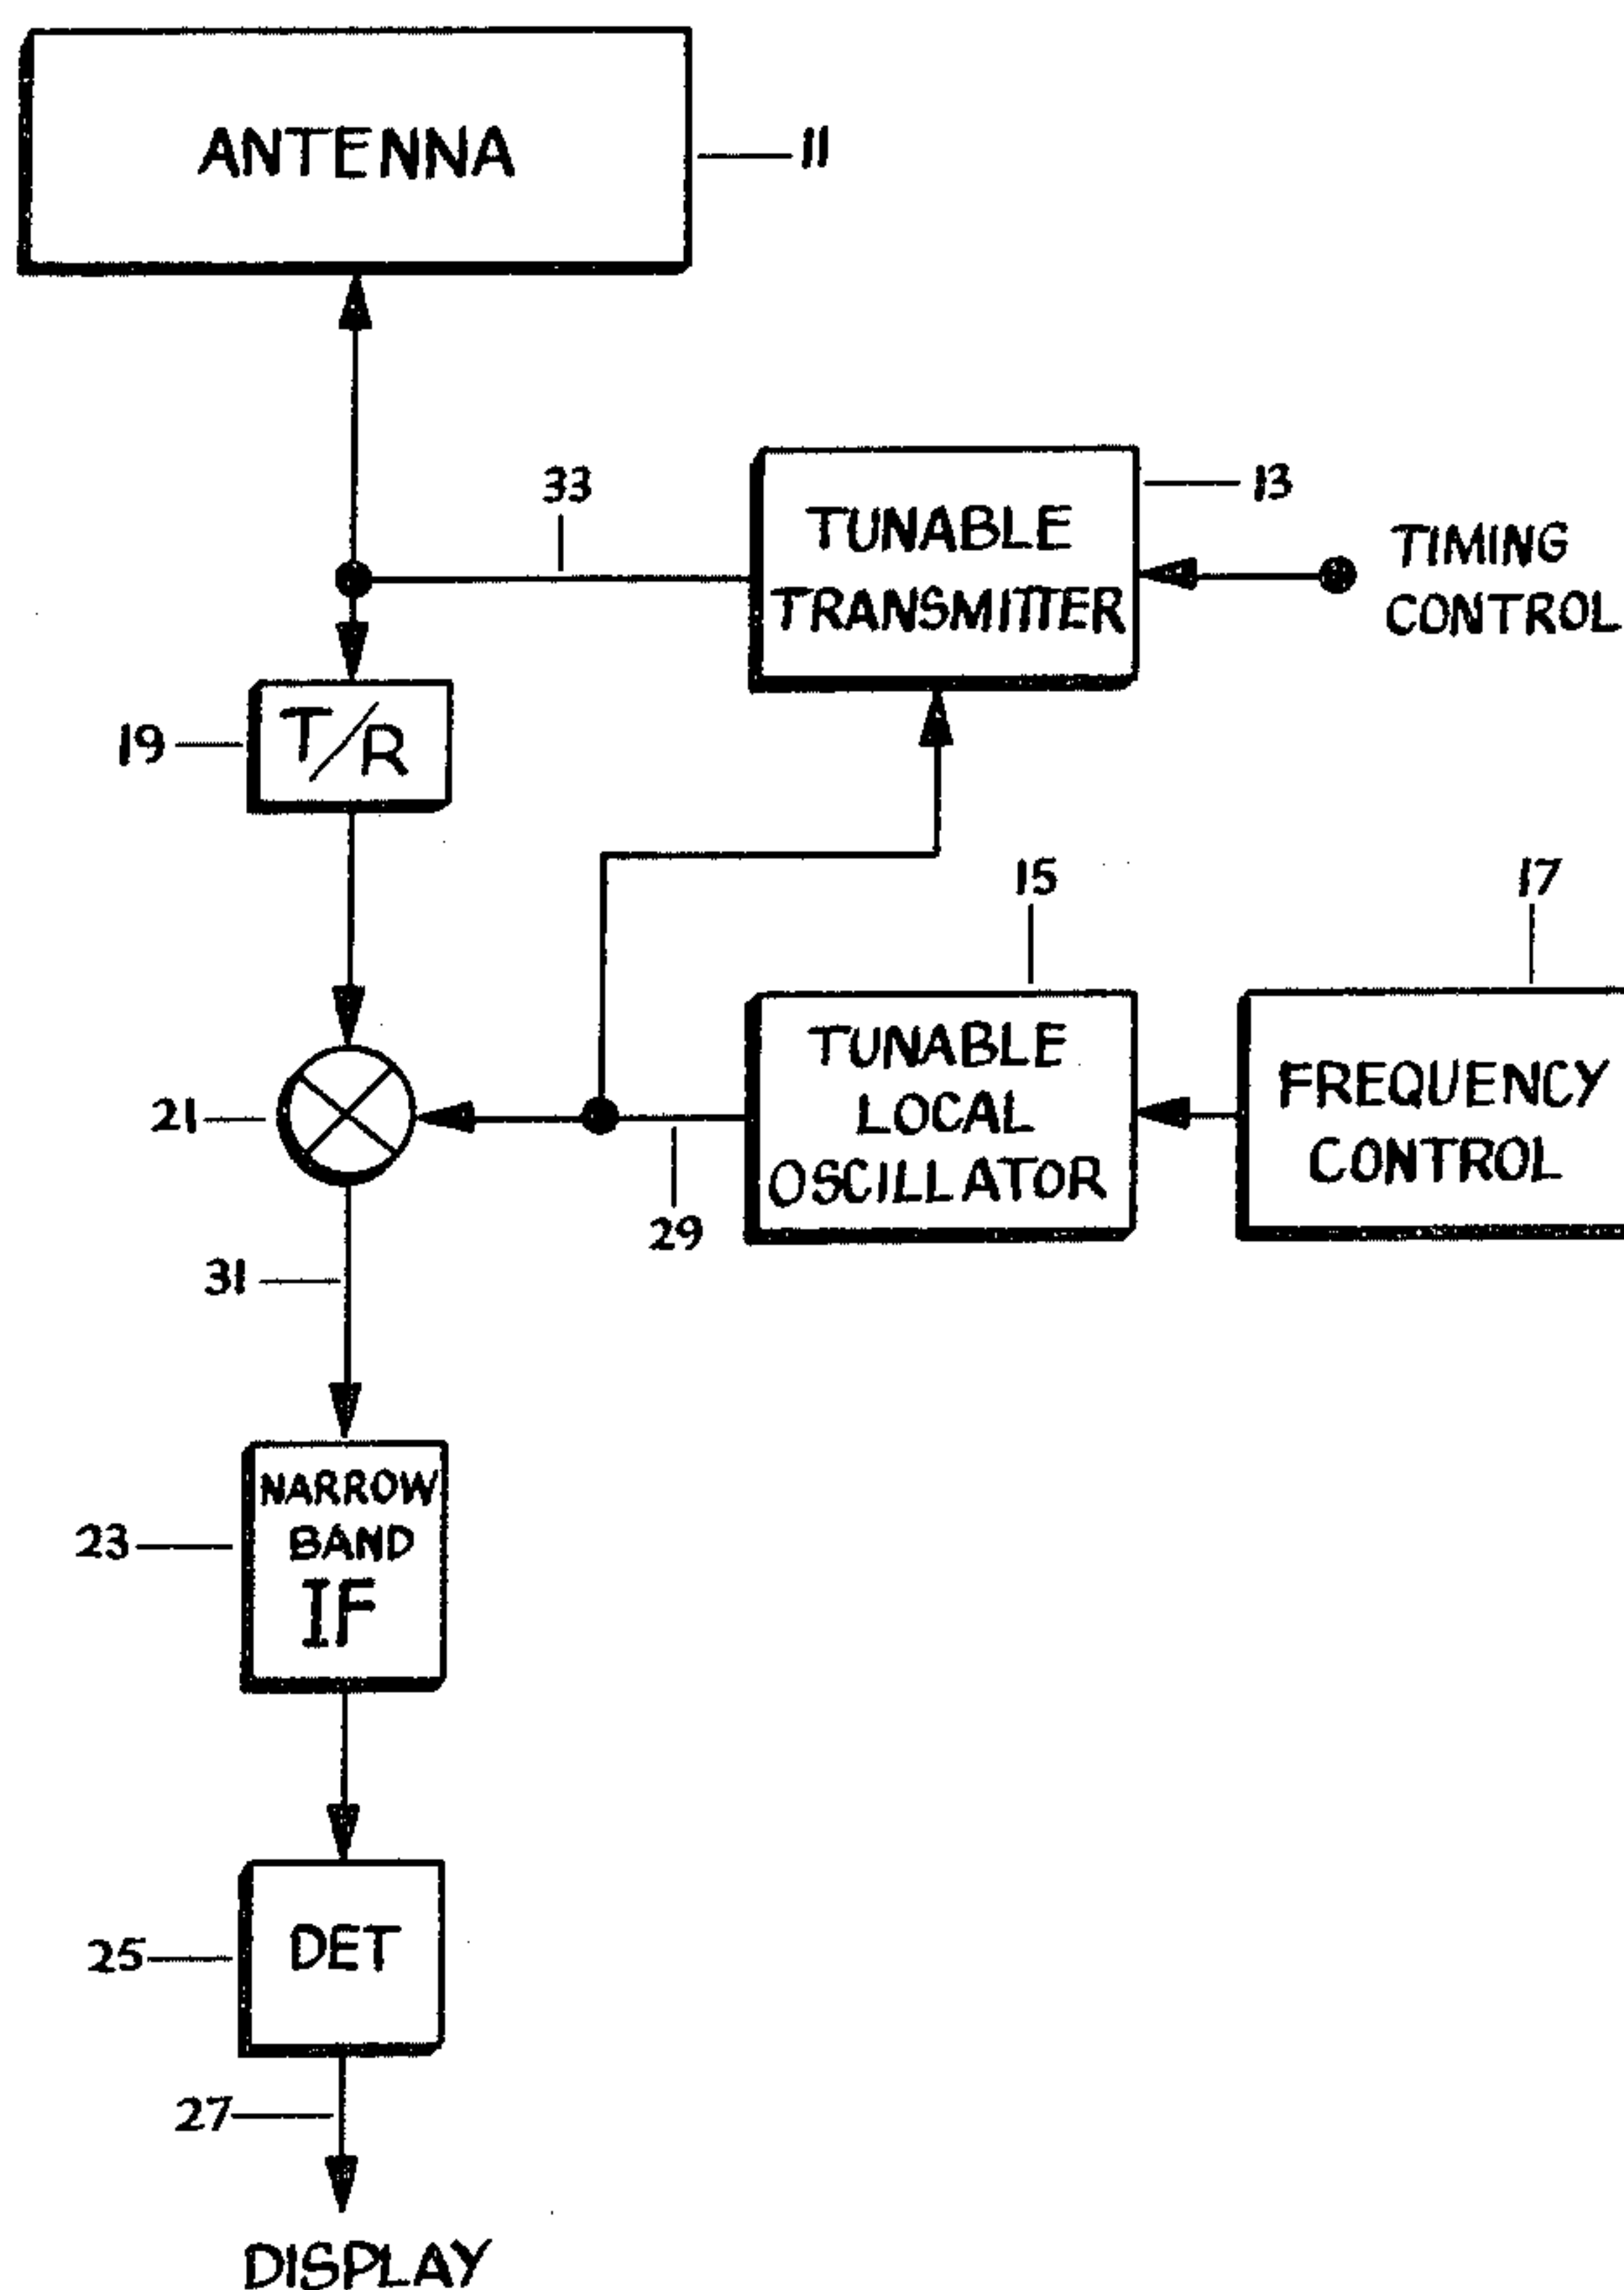 ANTENNA
11
33
13
TUNABLE
TRANSMITTER
TIMING
CONTROL
19
T/R
15
17
TUNABLE
LOCAL
OSCILLATOR
FREQUENCY
CONTROL
21
29
31
NARROW
BAND
IF
23
DET
25
27
DISPLAY